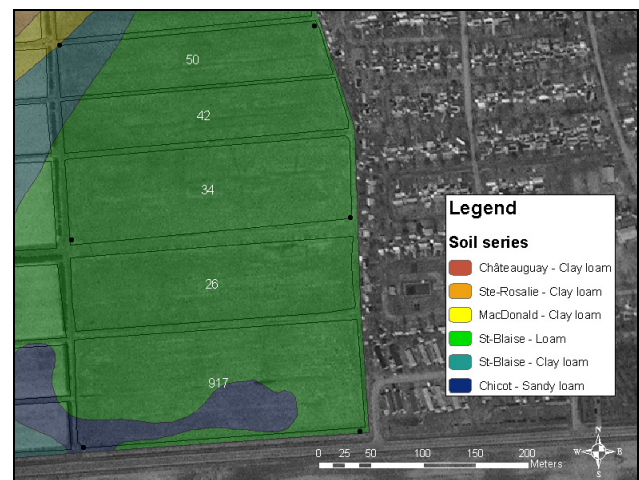 50
42
34
26
917
Legend
Soil series
Châteauguay - Clay loam
Ste-Rosalie - Clay loam
MacDonald - Clay loam
St-Blaise - Loam
St-Blaise - Clay loam
Chicot - Sandy loam
0 25 50 100 150 200
Meters
N
W E
S